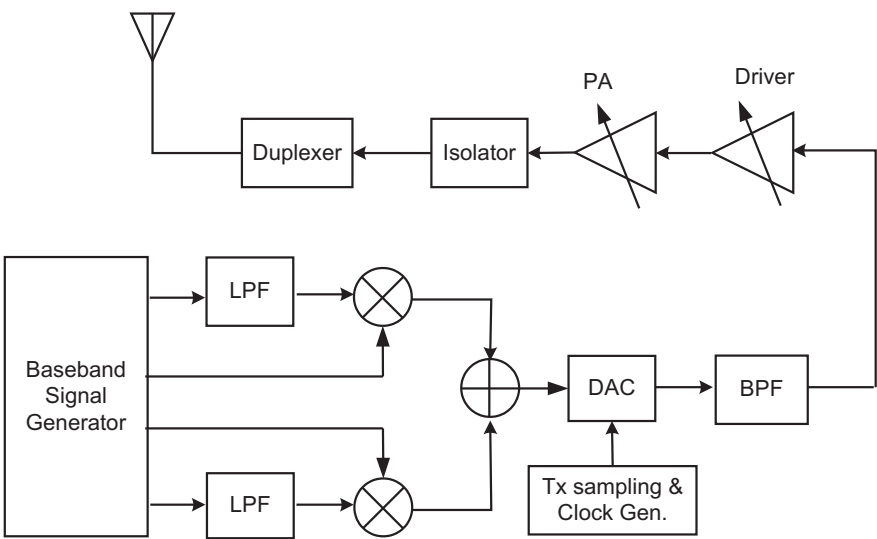 PA
Driver
Duplexer
Isolator
LPF
Baseband
Signal
Generator
DAC
BPF
LPF
Tx sampling &
Clock Gen.